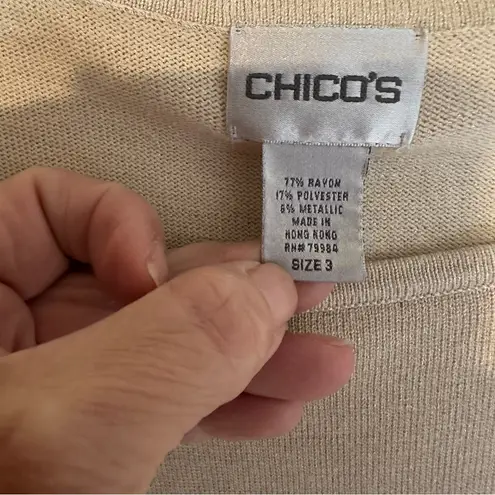 CHICO'S
77% RAYON
17% POLYESTER
6% METALLIC
MADE IN
HONG KONG
RN# 79984
SIZE 3